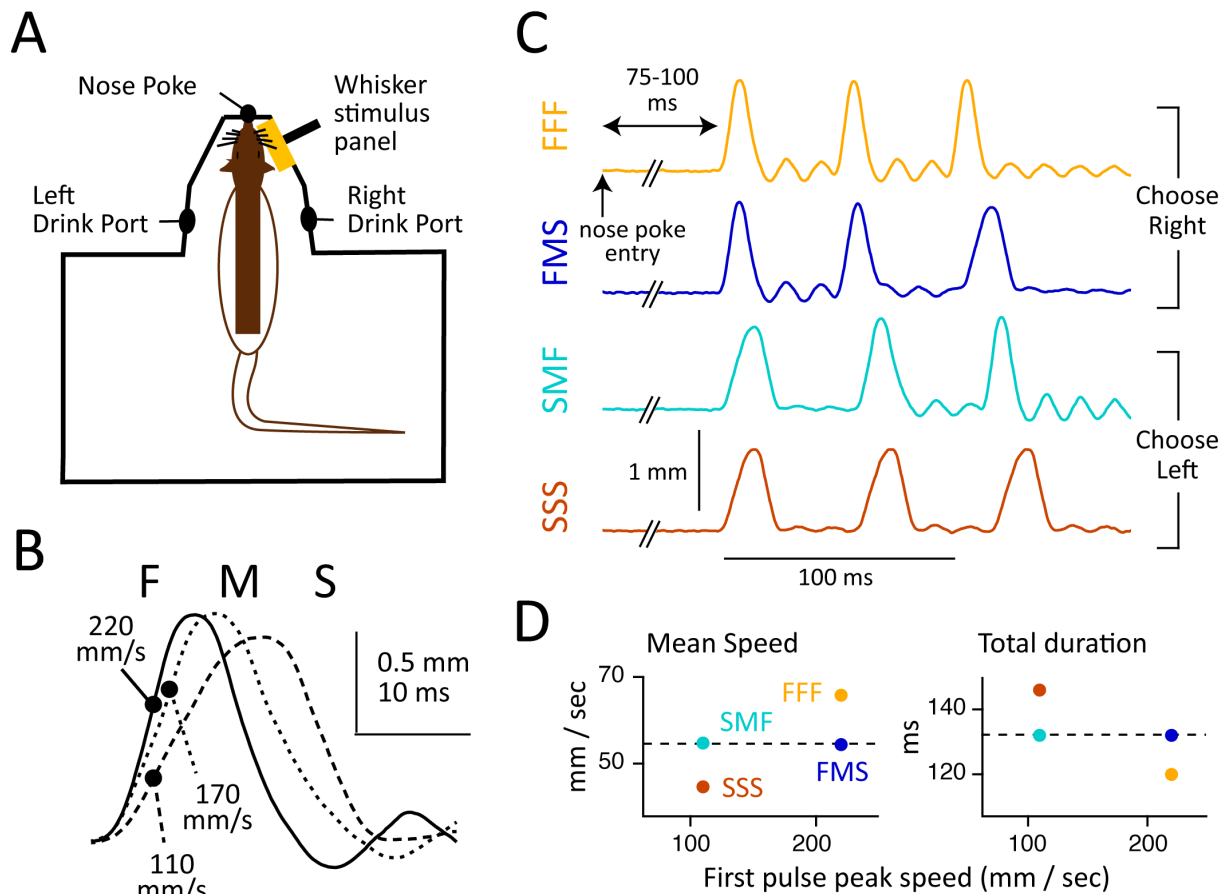 A
Nose Poke
Whisker
stimulus
panel
Left
Drink Port
Right
Drink Port
B
F M S
220
mm/s
0.5 mm
10 ms
170
mm/s
110
mm/s
C
75-100
ms
FFF
nose poke
entry
FMS
Choose
Right
SMF
1 mm
SSS
Choose
Left
100 ms
D
Mean Speed
70
50
mm / sec
FFF
SMF
FMS
SSS
100 200
Total duration
140
120
ms
100 200
First pulse peak speed (mm / sec)